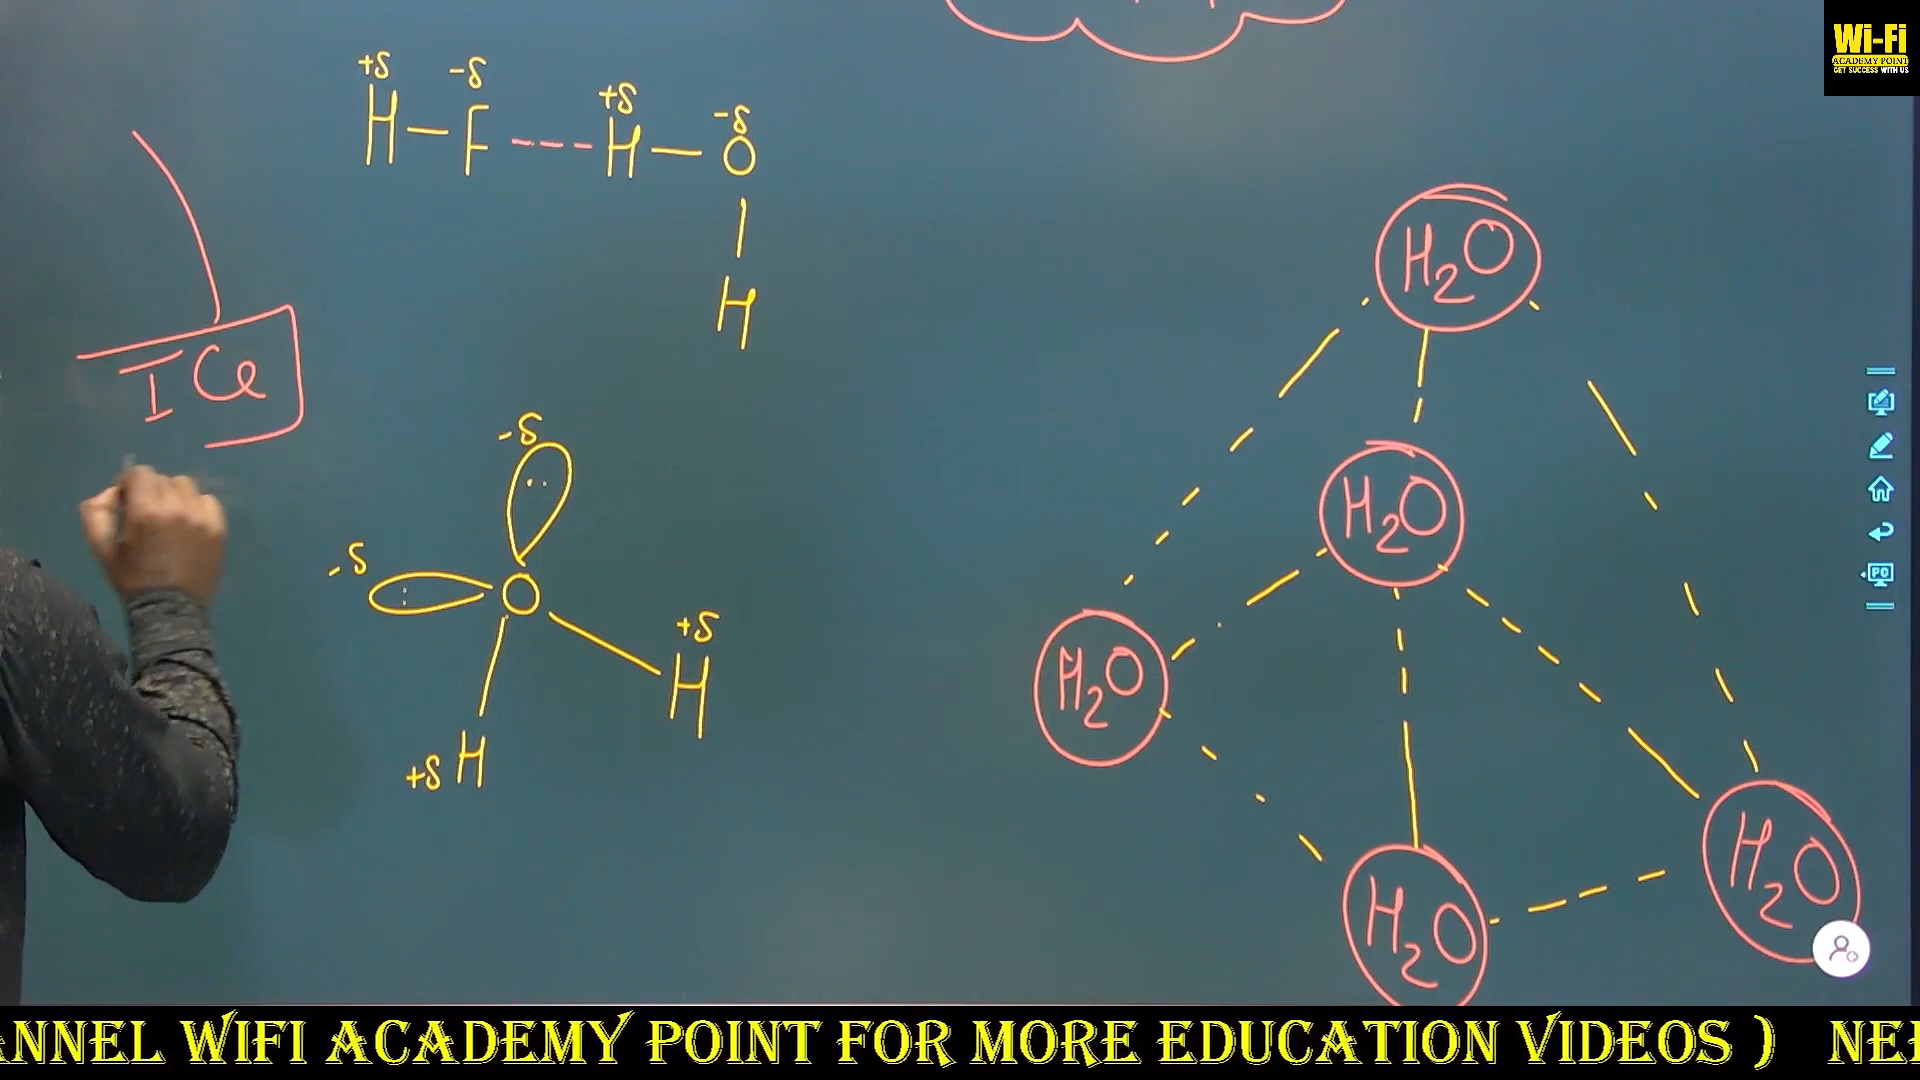 Wi-Fi
ACADEMY POINT
GET SUCCESS WITH US
+δ -δ +δ -δ
H—F----H—O
H
ICe
-δ
-δ
O
+δ
H
+δ H
H2O
H2O
H2O
H2O
H2O
PC
ANNEL WIFI ACADEMY POINT FOR MORE EDUCATION VIDEOS )